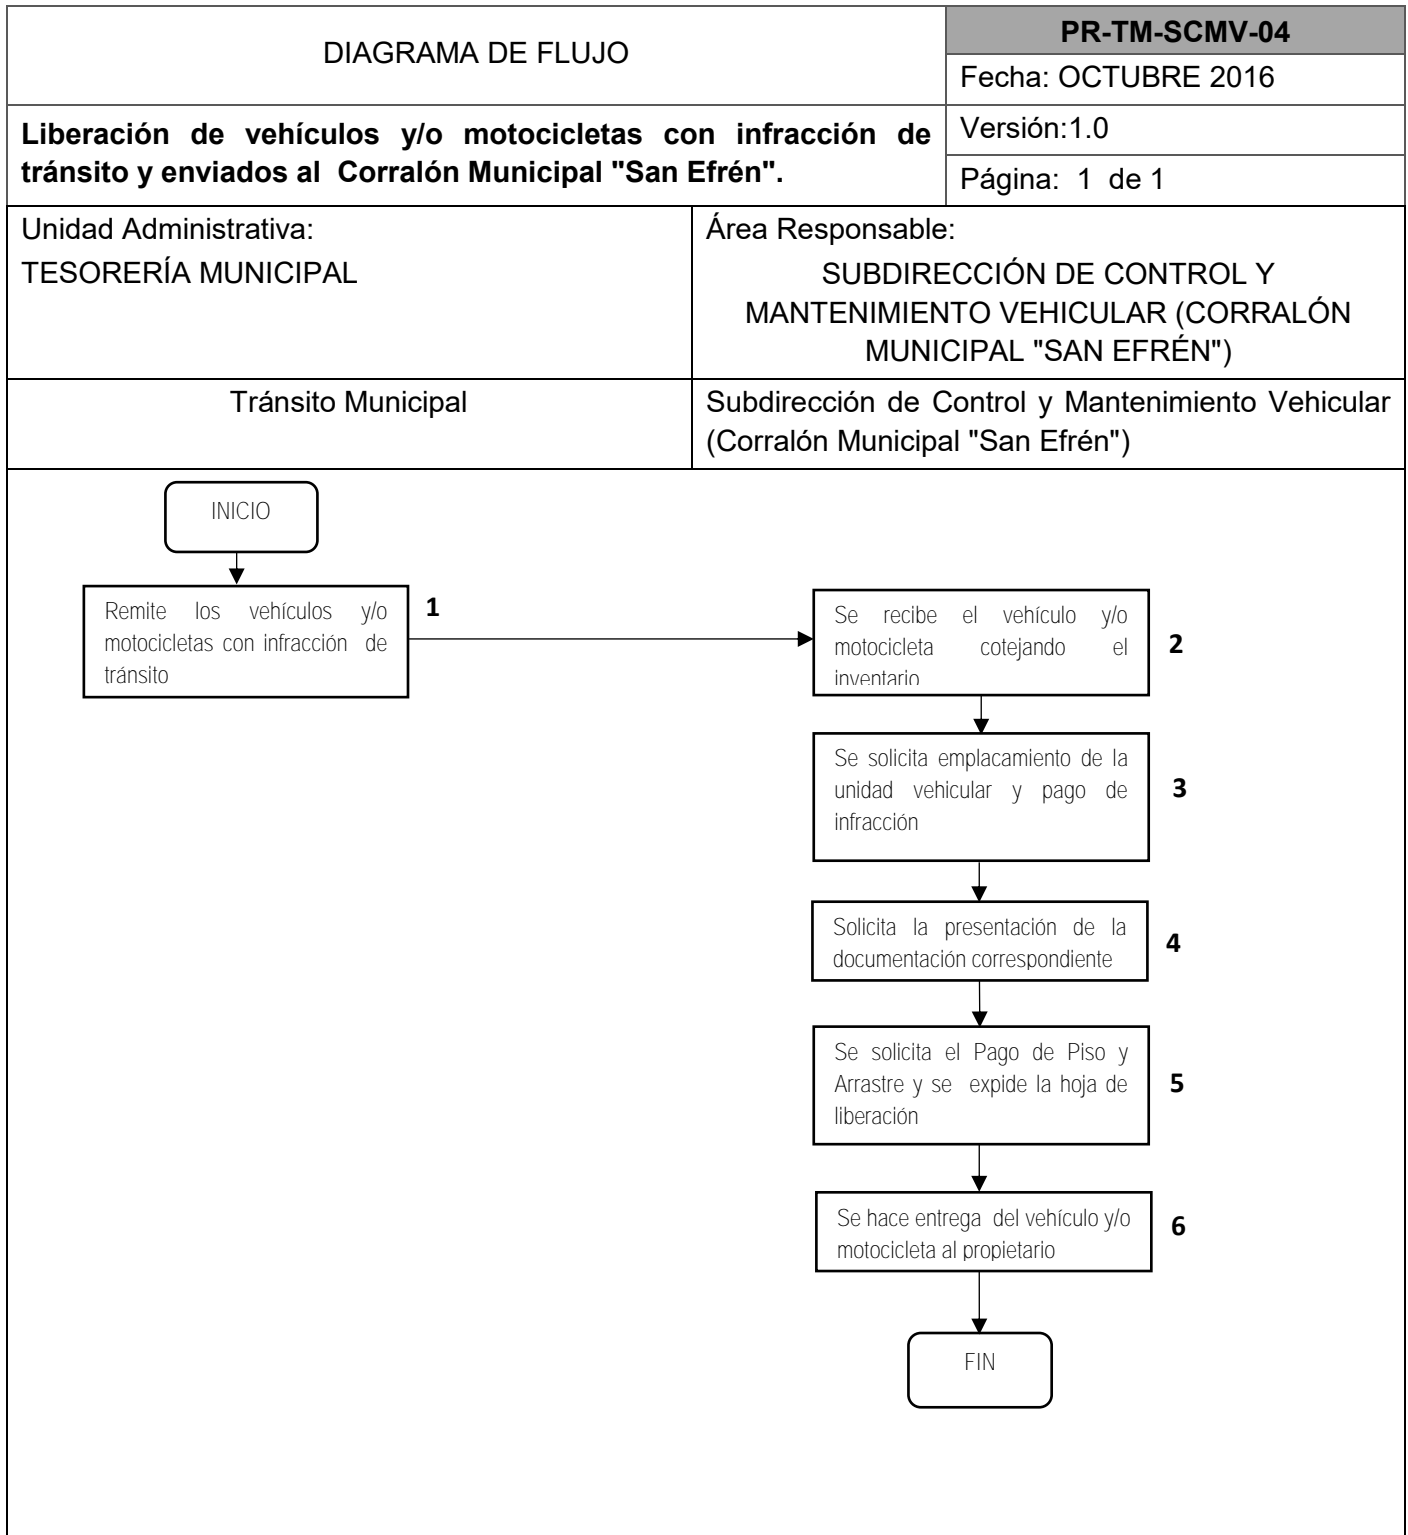 DIAGRAMA DE FLUJO
PR-TM-SCMV-04
Fecha: OCTUBRE 2016
Liberación de vehículos y/o motocicletas con infracción de
tránsito y enviados al Corralón Municipal "San Efrén".
Versión:1.0
Página: 1 de 1
Unidad Administrativa:
TESORERÍA MUNICIPAL
Área Responsable:
SUBDIRECCIÓN DE CONTROL Y
MANTENIMIENTO VEHICULAR (CORRALÓN
MUNICIPAL "SAN EFRÉN")
Tránsito Municipal
Subdirección de Control y Mantenimiento Vehicular
(Corralón Municipal "San Efrén")
INICIO
Remite los vehículos y/o
motocicletas con infracción de
tránsito
1
Se recibe el vehículo y/o
motocicleta cotejando el
inventario
2
Se solicita emplacamiento de la
unidad vehicular y pago de
infracción
3
Solicita la presentación de la
documentación correspondiente
4
Se solicita el Pago de Piso y
Arrastre y se expide la hoja de
liberación
5
Se hace entrega del vehículo y/o
motocicleta al propietario
6
FIN